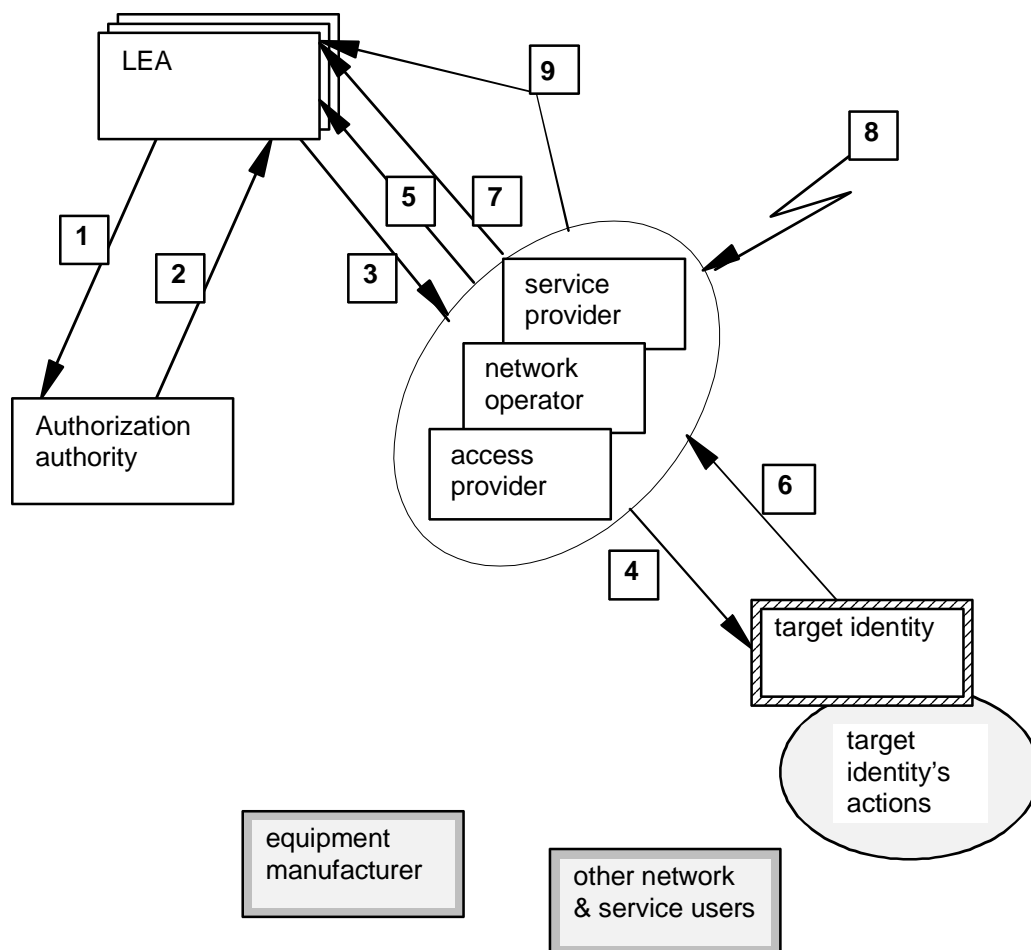 LEA
9
8
5
7
1
2
3
service
provider
network
operator
Authorization
authority
access
provider
6
4
target identity
target
identity’s
actions
equipment
manufacturer
other network
& service users